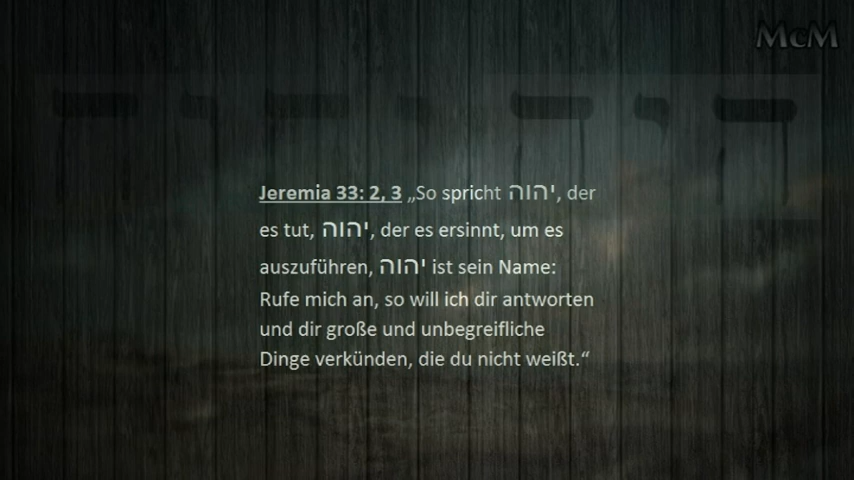 McM
Jeremia 33: 2, 3 „So spricht יהוה, der
es tut, יהוה, der es ersinnt, um es
auszuführen, יהוה ist sein Name:
Rufe mich an, so will ich dir antworten
und dir große und unbegreifliche
Dinge verkünden, die du nicht weißt.“